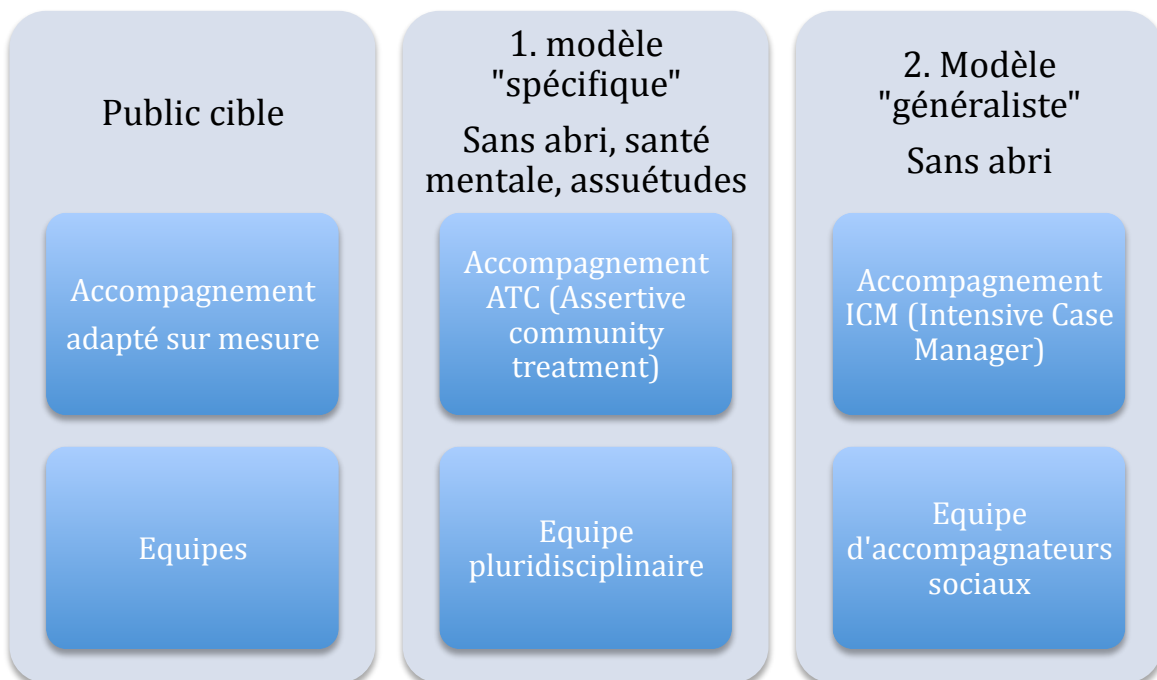 Public cible
Accompagnement
adapté sur mesure
Equipes
1. modèle
"spécifique"
Sans abri, santé
mentale, assuétudes
Accompagnement
ATC (Assertive
community
treatment)
Equipe
pluridisciplinaire
2. Modèle
"généraliste"
Sans abri
Accompagnement
ICM (Intensive Case
Manager)
Equipe
d'accompagnateurs
sociaux